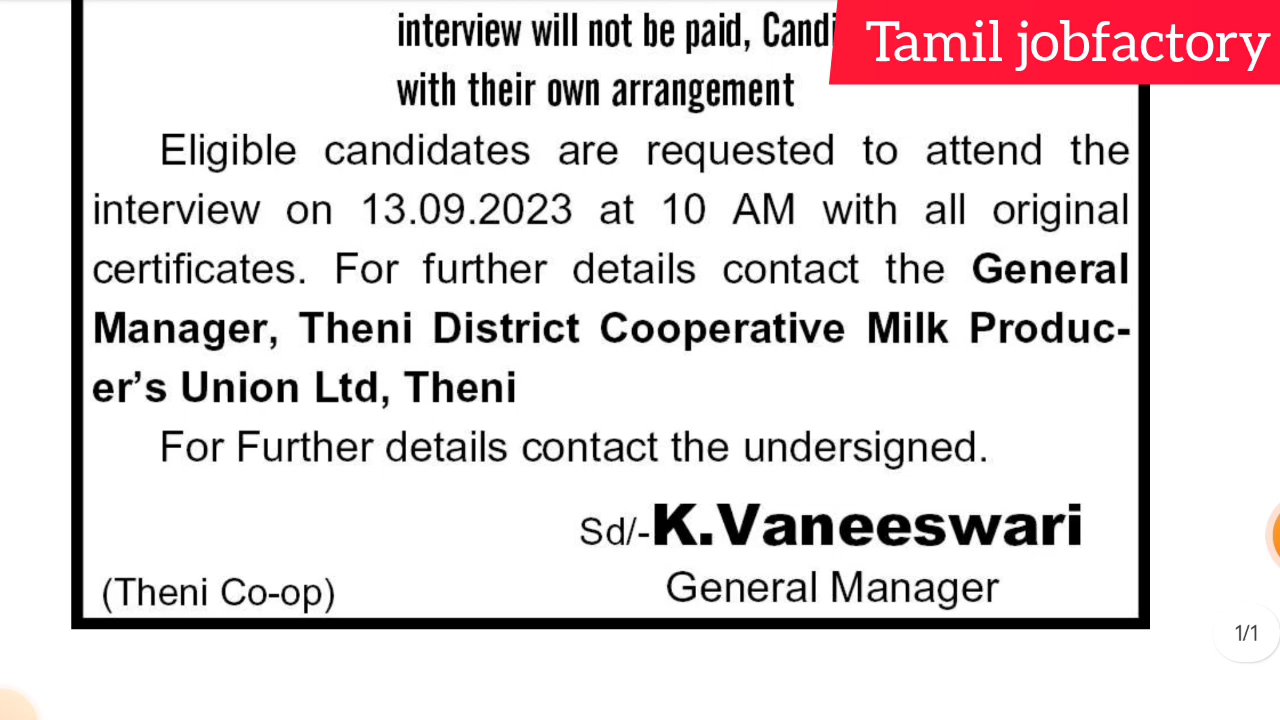 interview will not be paid,
Tamil jobfactory
with their own arrangement
Eligible candidates are requested to attend the
interview on 13.09.2023 at 10 AM with all original
certificates. For further details contact the General
Manager, Theni District Cooperative Milk Produc-
er’s Union Ltd, Theni
For Further details contact the undersigned.
Sd/-K.Vaneeswari
(Theni Co-op)
General Manager
1/1